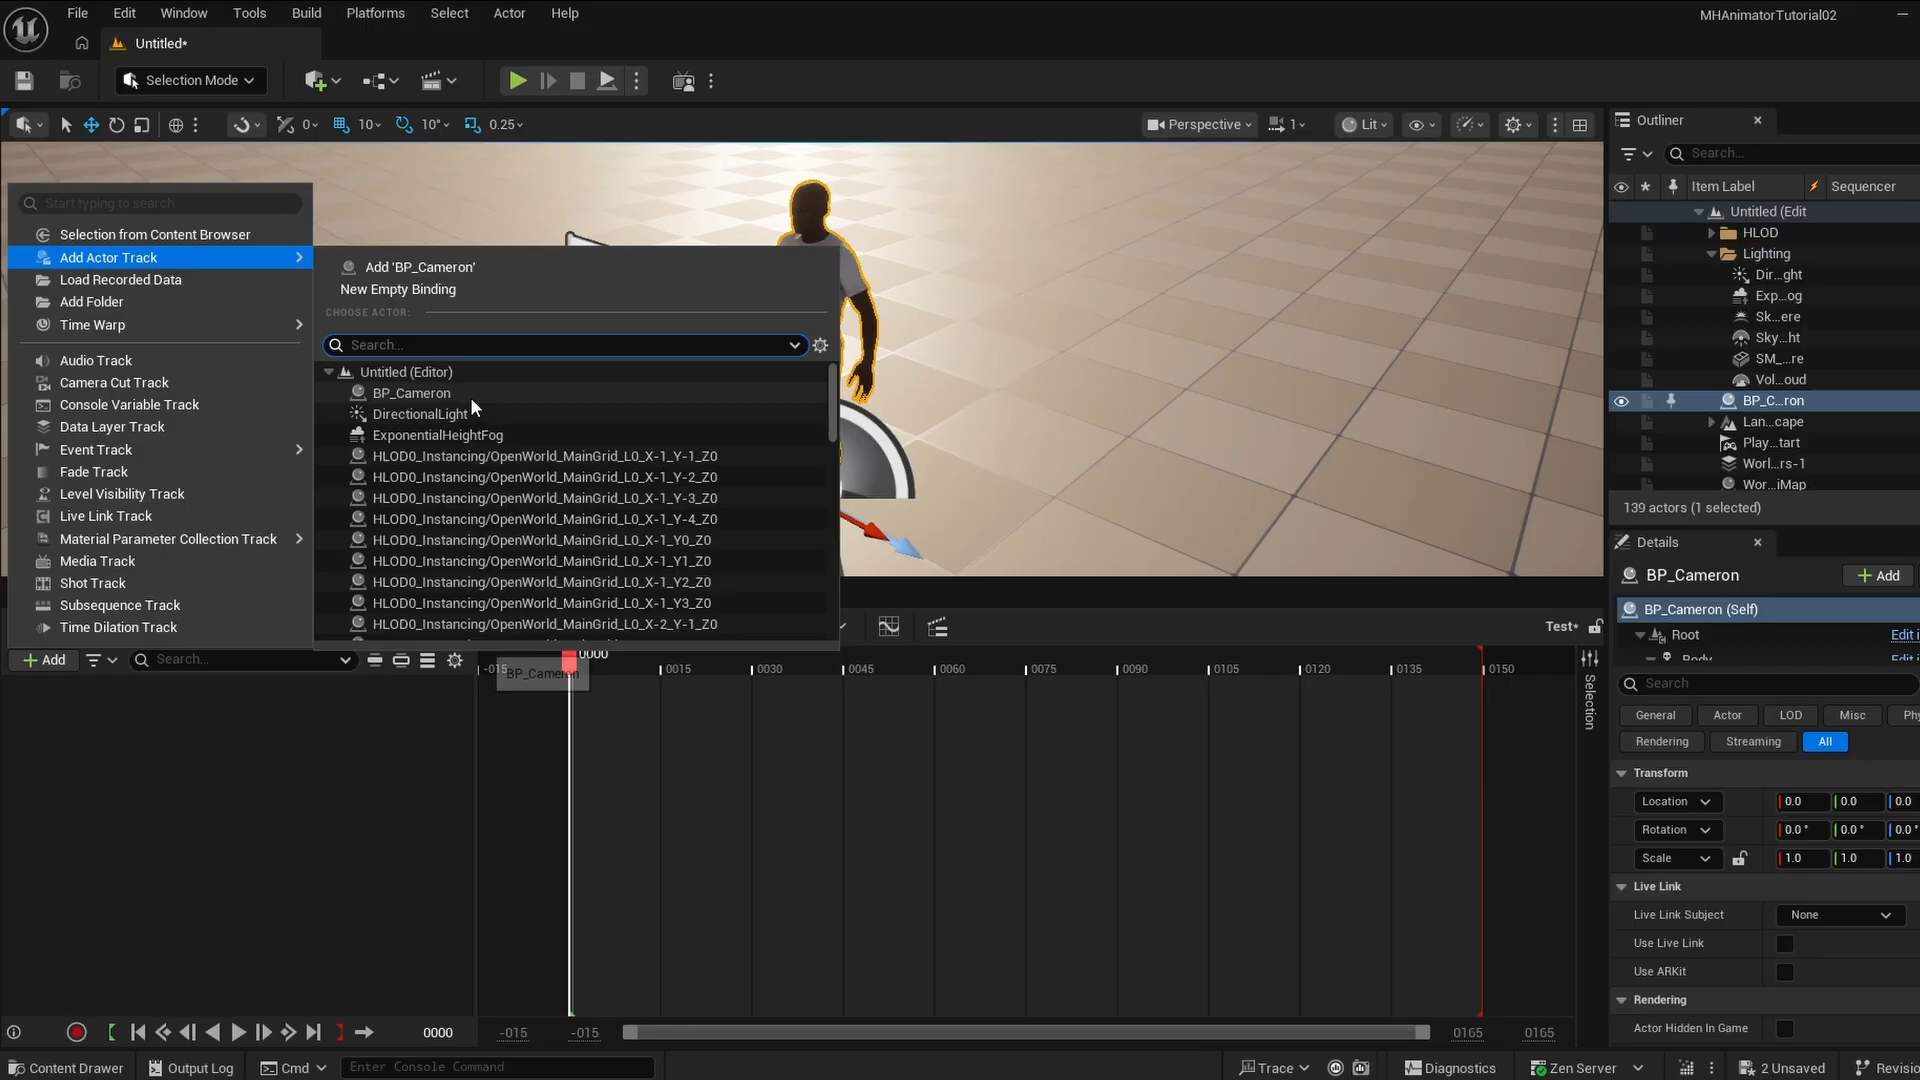 File Edit Window Tools Build Platforms Select Actor Help
MHAnimatorTutorial02
Untitled*
Selection Mode
0 10 10° 0.25
Perspective 1 Lit
Outliner
Search...
Item Label Sequencer
Untitled (Edit
HLOD
Lighting
Dir...ght
Exp...og
Sk...ere
Sky...ht
SM_...re
Vol...oud
BP_C...ron
Lan...cape
Play...tart
Worl...rs-1
Wor...iMap
139 actors (1 selected)
Start typing to search
Selection from Content Browser
Add Actor Track
Load Recorded Data
Add Folder
Time Warp
Audio Track
Camera Cut Track
Console Variable Track
Data Layer Track
Event Track
Fade Track
Level Visibility Track
Live Link Track
Material Parameter Collection Track
Media Track
Shot Track
Subsequence Track
Time Dilation Track
Add 'BP_Cameron'
New Empty Binding
CHOOSE ACTOR:
Search...
Untitled (Editor)
BP_Cameron
DirectionalLight
ExponentialHeightFog
HLOD0_Instancing/OpenWorld_MainGrid_L0_X-1_Y-1_Z0
HLOD0_Instancing/OpenWorld_MainGrid_L0_X-1_Y-2_Z0
HLOD0_Instancing/OpenWorld_MainGrid_L0_X-1_Y-3_Z0
HLOD0_Instancing/OpenWorld_MainGrid_L0_X-1_Y-4_Z0
HLOD0_Instancing/OpenWorld_MainGrid_L0_X-1_Y0_Z0
HLOD0_Instancing/OpenWorld_MainGrid_L0_X-1_Y1_Z0
HLOD0_Instancing/OpenWorld_MainGrid_L0_X-1_Y2_Z0
HLOD0_Instancing/OpenWorld_MainGrid_L0_X-1_Y3_Z0
HLOD0_Instancing/OpenWorld_MainGrid_L0_X-2_Y-1_Z0
Test*
Add Search...
0000
-015 0015 0030 0045 0060 0075 0090 0105 0120 0135 0150
BP_Cameron
Selection
Details
BP_Cameron Add
BP_Cameron (Self)
Root Edit i
Body Edit i
Search
General Actor LOD Misc Phy
Rendering Streaming All
Transform
Location 0.0 0.0 0.0
Rotation 0.0 ° 0.0 ° 0.0 °
Scale 1.0 1.0 1.0
Live Link
Live Link Subject None
Use Live Link
Use ARKit
Rendering
Actor Hidden In Game
0000 -015 -015 0165 0165
Content Drawer Output Log Cmd Enter Console Command Trace Diagnostics Zen Server 2 Unsaved Revisio